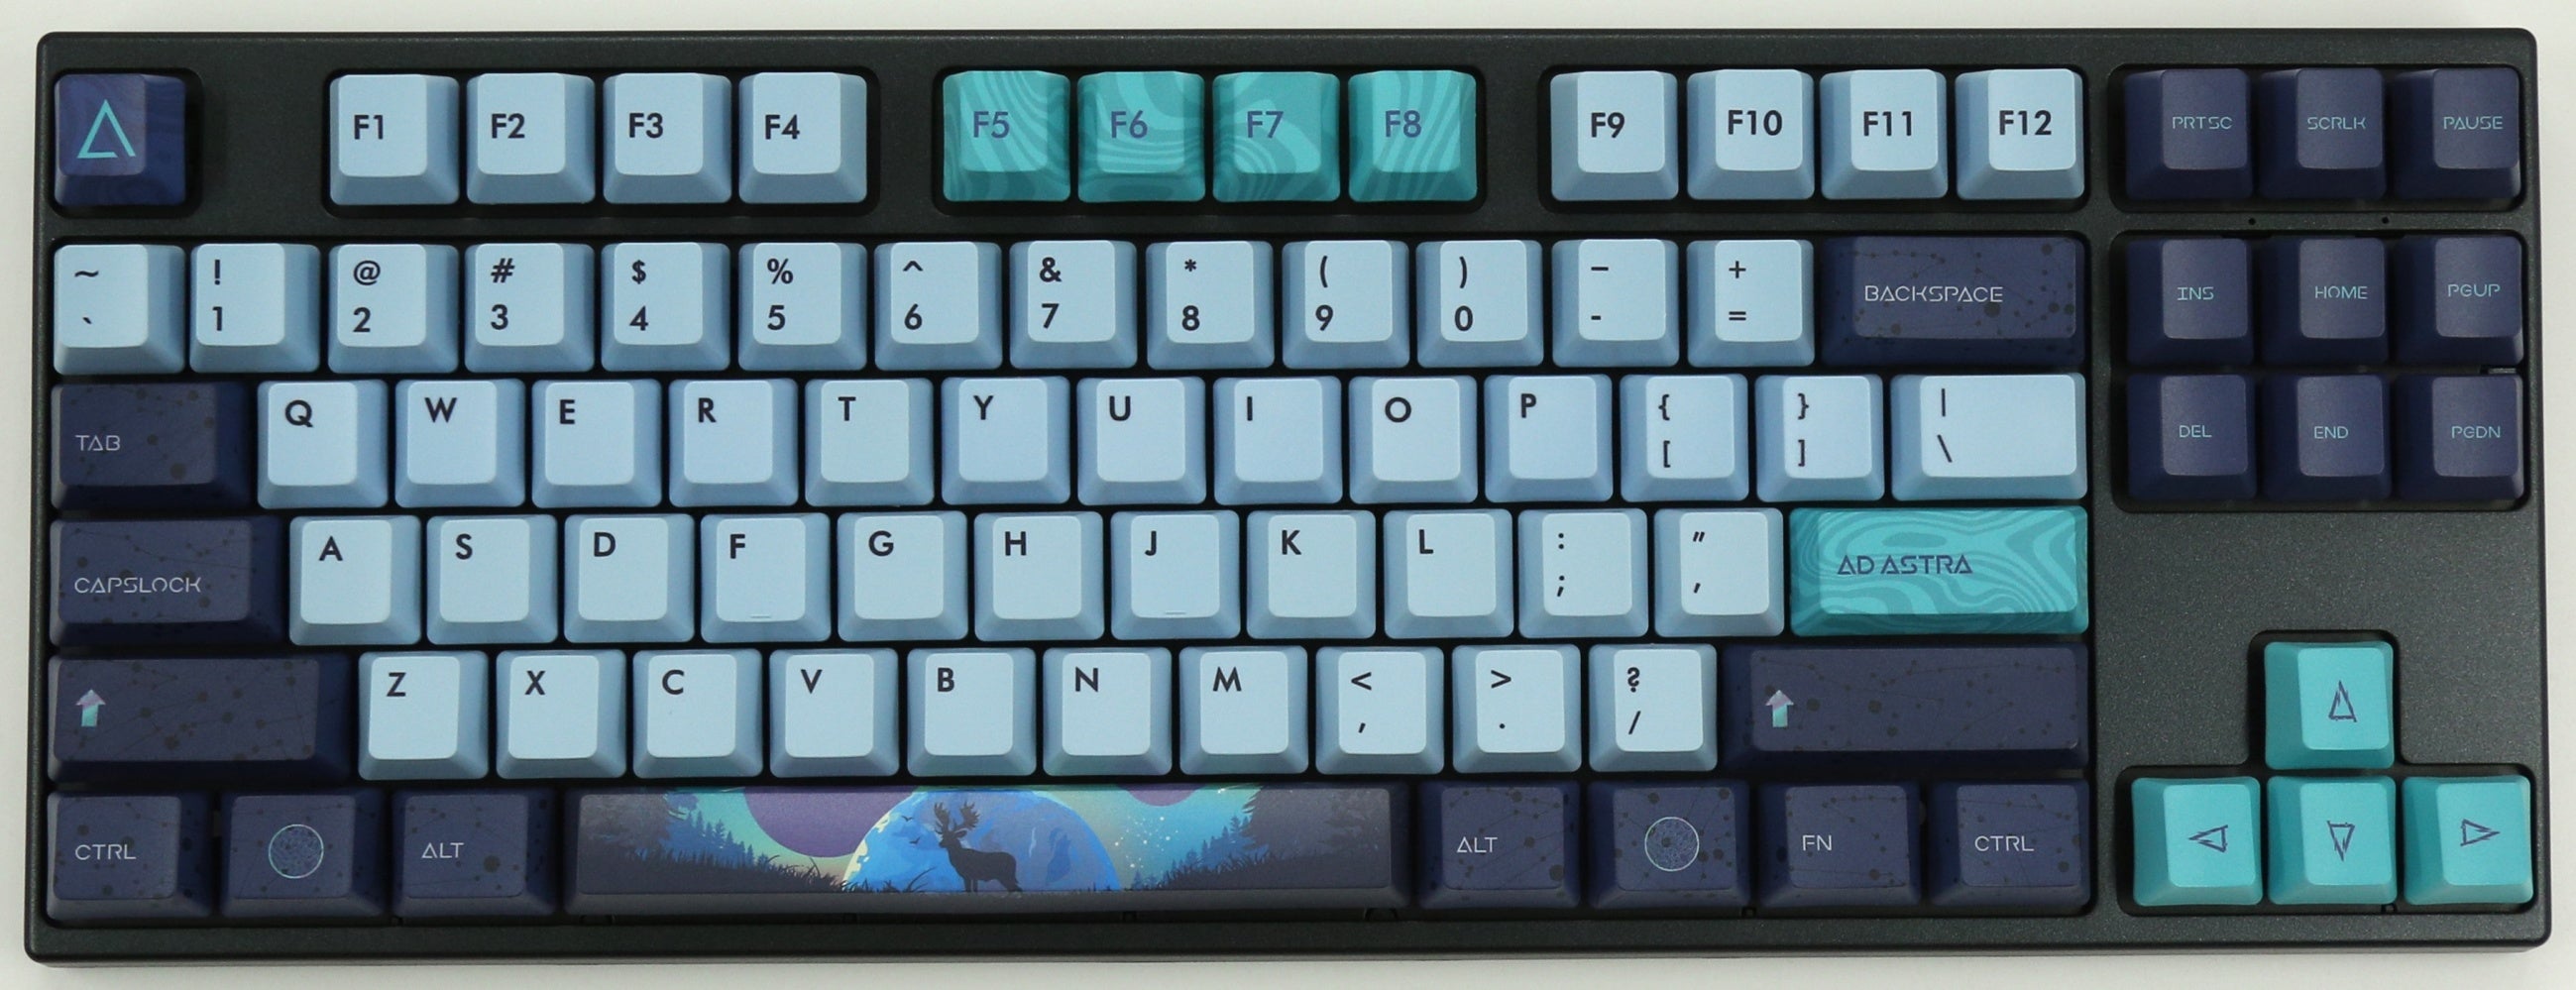 F1 F2 F3 F4 F5 F6 F7 F8 F9 F10 F11 F12 PRTSC SCRLK PAUSE
~ ! @ # $ % ^ & * ( ) _ +
` 1 2 3 4 5 6 7 8 9 0 - = BACKSPACE INS HOME PGUP
TAB Q W E R T Y U I O P { } |
[ ] \ DEL END PGDN
CAPSLOCK A S D F G H J K L : " AD ASTRA
; '
Z X C V B N M < > ?
, . /
CTRL ALT ALT FN CTRL